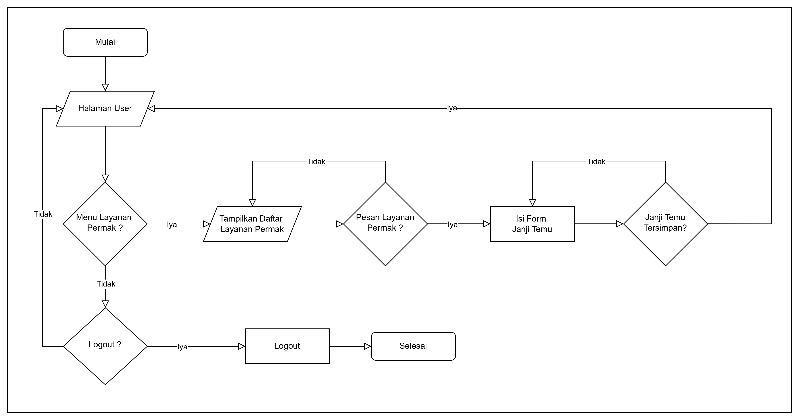 Mulai
Halaman User
Iya
Tidak
Menu Layanan
Permak ?
Iya
Tampilkan Daftar
Layanan Permak
Tidak
Pesan Layanan
Permak ?
Iya
Isi Form
Janji Temu
Tidak
Janji Temu
Tersimpan?
Tidak
Logout ?
Iya
Logout
Selesai